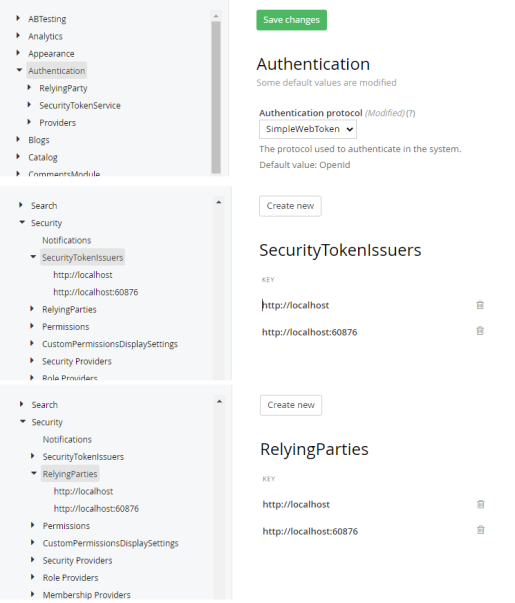 ABTesting
Analytics
Appearance
Authentication
RelyingParty
SecurityTokenService
Providers
Blogs
Catalog
CommentsModule
Save changes
Authentication
Some default values are modified
Authentication protocol (Modified) (?)
SimpleWebToken
The protocol used to authenticate in the system.
Default value: OpenId
Search
Security
Notifications
SecurityTokenIssuers
http://localhost
http://localhost:60876
RelyingParties
Permissions
CustomPermissionsDisplaySettings
Security Providers
Role Providers
Create new
SecurityTokenIssuers
KEY
http://localhost
http://localhost:60876
Search
Security
Notifications
SecurityTokenIssuers
RelyingParties
http://localhost
http://localhost:60876
Permissions
CustomPermissionsDisplaySettings
Security Providers
Role Providers
Membership Providers
Create new
RelyingParties
KEY
http://localhost
http://localhost:60876